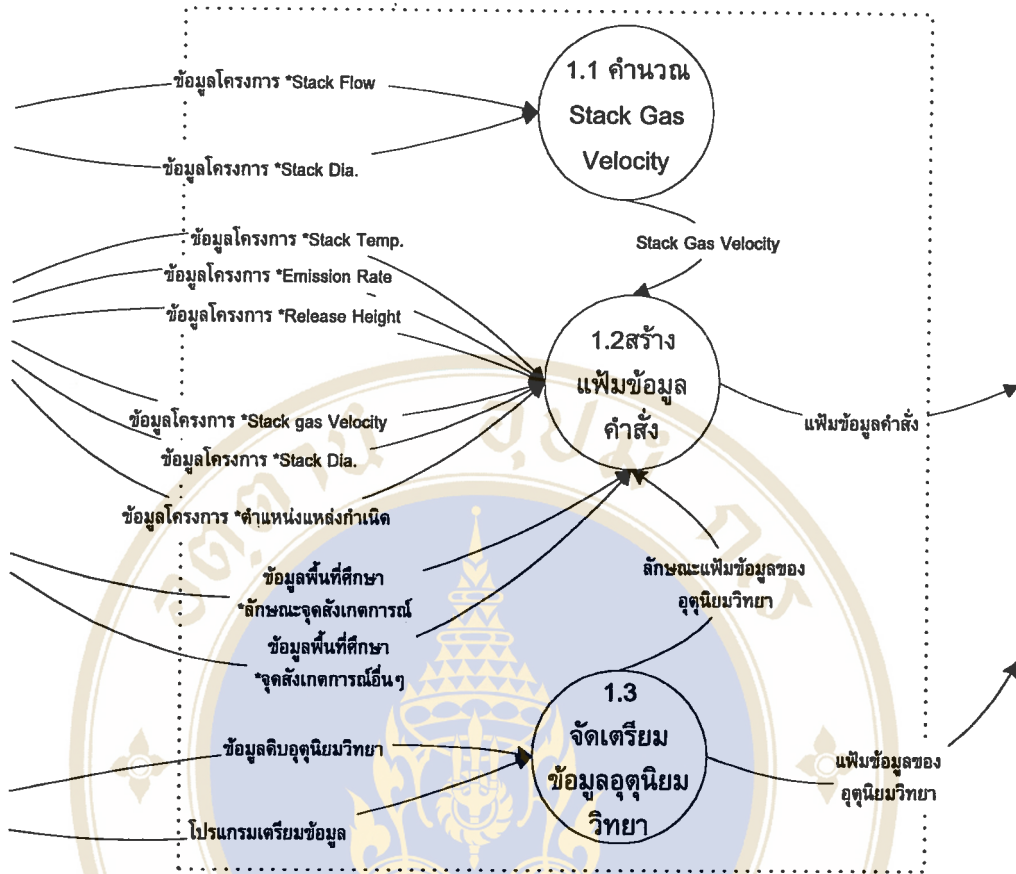 ข้อมูลโครงการ *Stack Flow
1.1 คำนวณ
Stack Gas
Velocity
ข้อมูลโครงการ *Stack Dia.
ข้อมูลโครงการ *Stack Temp.
Stack Gas Velocity
ข้อมูลโครงการ *Emission Rate
ข้อมูลโครงการ *Release Height
1.2สร้าง
แฟ้มข้อมูล
คำสั่ง
ข้อมูลโครงการ *Stack gas Velocity
แฟ้มข้อมูลคำสั่ง
ข้อมูลโครงการ *Stack Dia.
ข้อมูลโครงการ *ตำแหน่งแหล่งกำเนิด
ข้อมูลพื้นที่ศึกษา
*ลักษณะจุดสังเกตการณ์
ลักษณะแฟ้มข้อมูลของ
อุตุนิยมวิทยา
ข้อมูลพื้นที่ศึกษา
*จุดสังเกตการณ์อื่นๆ
1.3
จัดเตรียม
ข้อมูลอุตุนิยม
วิทยา
ข้อมูลดิบอุตุนิยมวิทยา
แฟ้มข้อมูลของ
อุตุนิยมวิทยา
โปรแกรมเตรียมข้อมูล